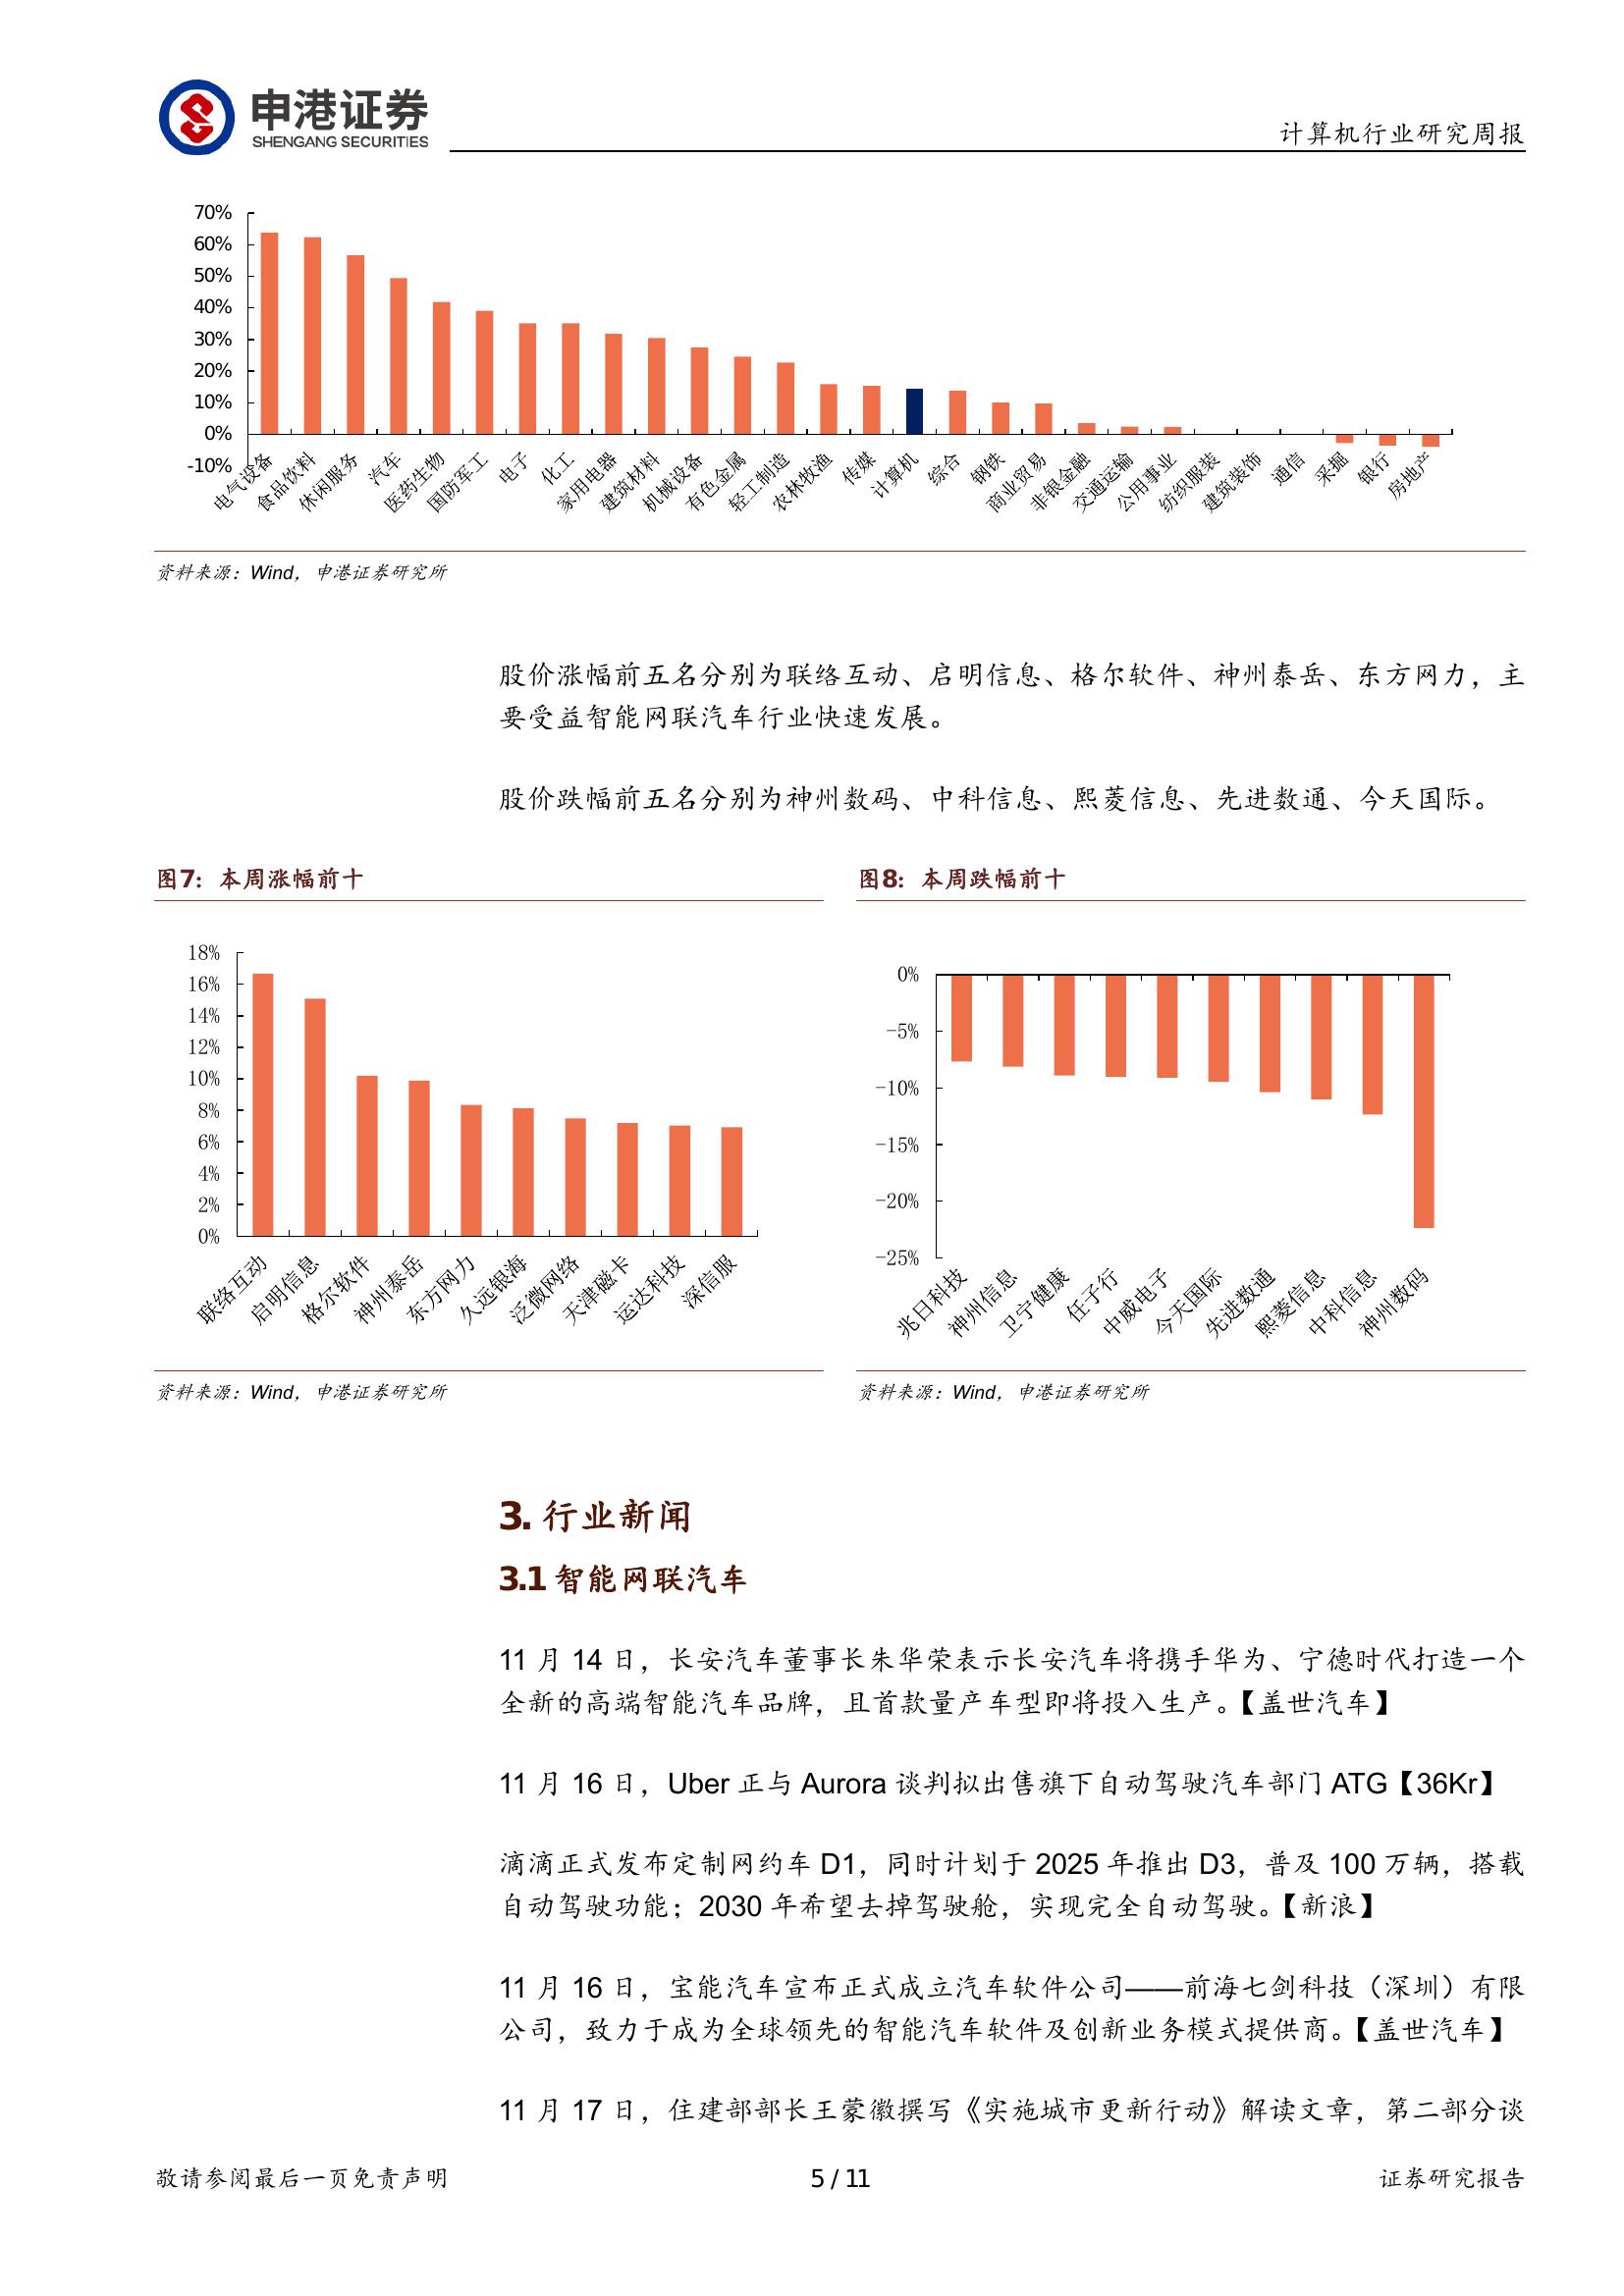 申港证券
SHENGANG SECURITIES
计算机行业研究周报
70%
60%
50%
40%
30%
20%
10%
0%
-10%
电气设备
食品饮料
休闲服务
汽车
医药生物
国防军工
电子
化工
家用电器
建筑材料
机械设备
有色金属
轻工制造
农林牧渔
传媒
计算机
综合
钢铁
商业贸易
非银金融
交通运输
公用事业
纺织服装
建筑装饰
通信
采掘
银行
房地产
资料来源：Wind，申港证券研究所
股价涨幅前五名分别为联络互动、启明信息、格尔软件、神州泰岳、东方网力，主
要受益智能网联汽车行业快速发展。
股价跌幅前五名分别为神州数码、中科信息、熙菱信息、先进数通、今天国际。
图7：本周涨幅前十
18%
16%
14%
12%
10%
8%
6%
4%
2%
0%
联络互动
启明信息
格尔软件
神州泰岳
东方网力
久远银海
泛微网络
天津磁卡
运达科技
深信服
资料来源：Wind，申港证券研究所
图8：本周跌幅前十
0%
-5%
-10%
-15%
-20%
-25%
兆日科技
神州信息
卫宁健康
任子行
中威电子
今天国际
先进数通
熙菱信息
中科信息
神州数码
资料来源：Wind，申港证券研究所
3. 行业新闻
3.1 智能网联汽车
11 月 14 日，长安汽车董事长朱华荣表示长安汽车将携手华为、宁德时代打造一个
全新的高端智能汽车品牌，且首款量产车型即将投入生产。【盖世汽车】
11 月 16 日，Uber 正与 Aurora 谈判拟出售旗下自动驾驶汽车部门 ATG【36Kr】
滴滴正式发布定制网约车 D1，同时计划于 2025 年推出 D3，普及 100 万辆，搭载
自动驾驶功能；2030 年希望去掉驾驶舱，实现完全自动驾驶。【新浪】
11 月 16 日，宝能汽车宣布正式成立汽车软件公司——前海七剑科技（深圳）有限
公司，致力于成为全球领先的智能汽车软件及创新业务模式提供商。【盖世汽车】
11 月 17 日，住建部部长王蒙徽撰写《实施城市更新行动》解读文章，第二部分谈
敬请参阅最后一页免责声明
5 / 11
证券研究报告